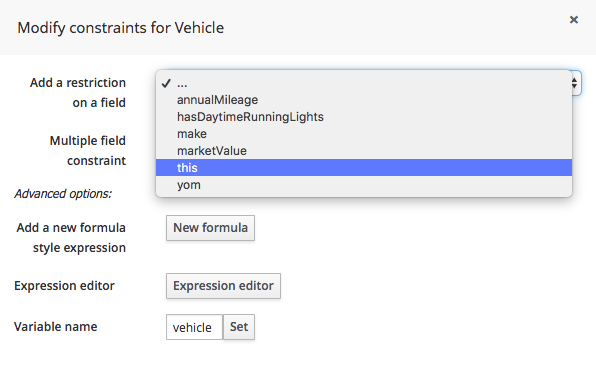 Modify constraints for Vehicle
×
Add a restriction
on a field
✓ ...
annualMileage
hasDaytimeRunningLights
make
marketValue
this
yom
Multiple field
constraint
Advanced options:
Add a new formula
style expression
New formula
Expression editor
Expression editor
Variable name
vehicle
Set